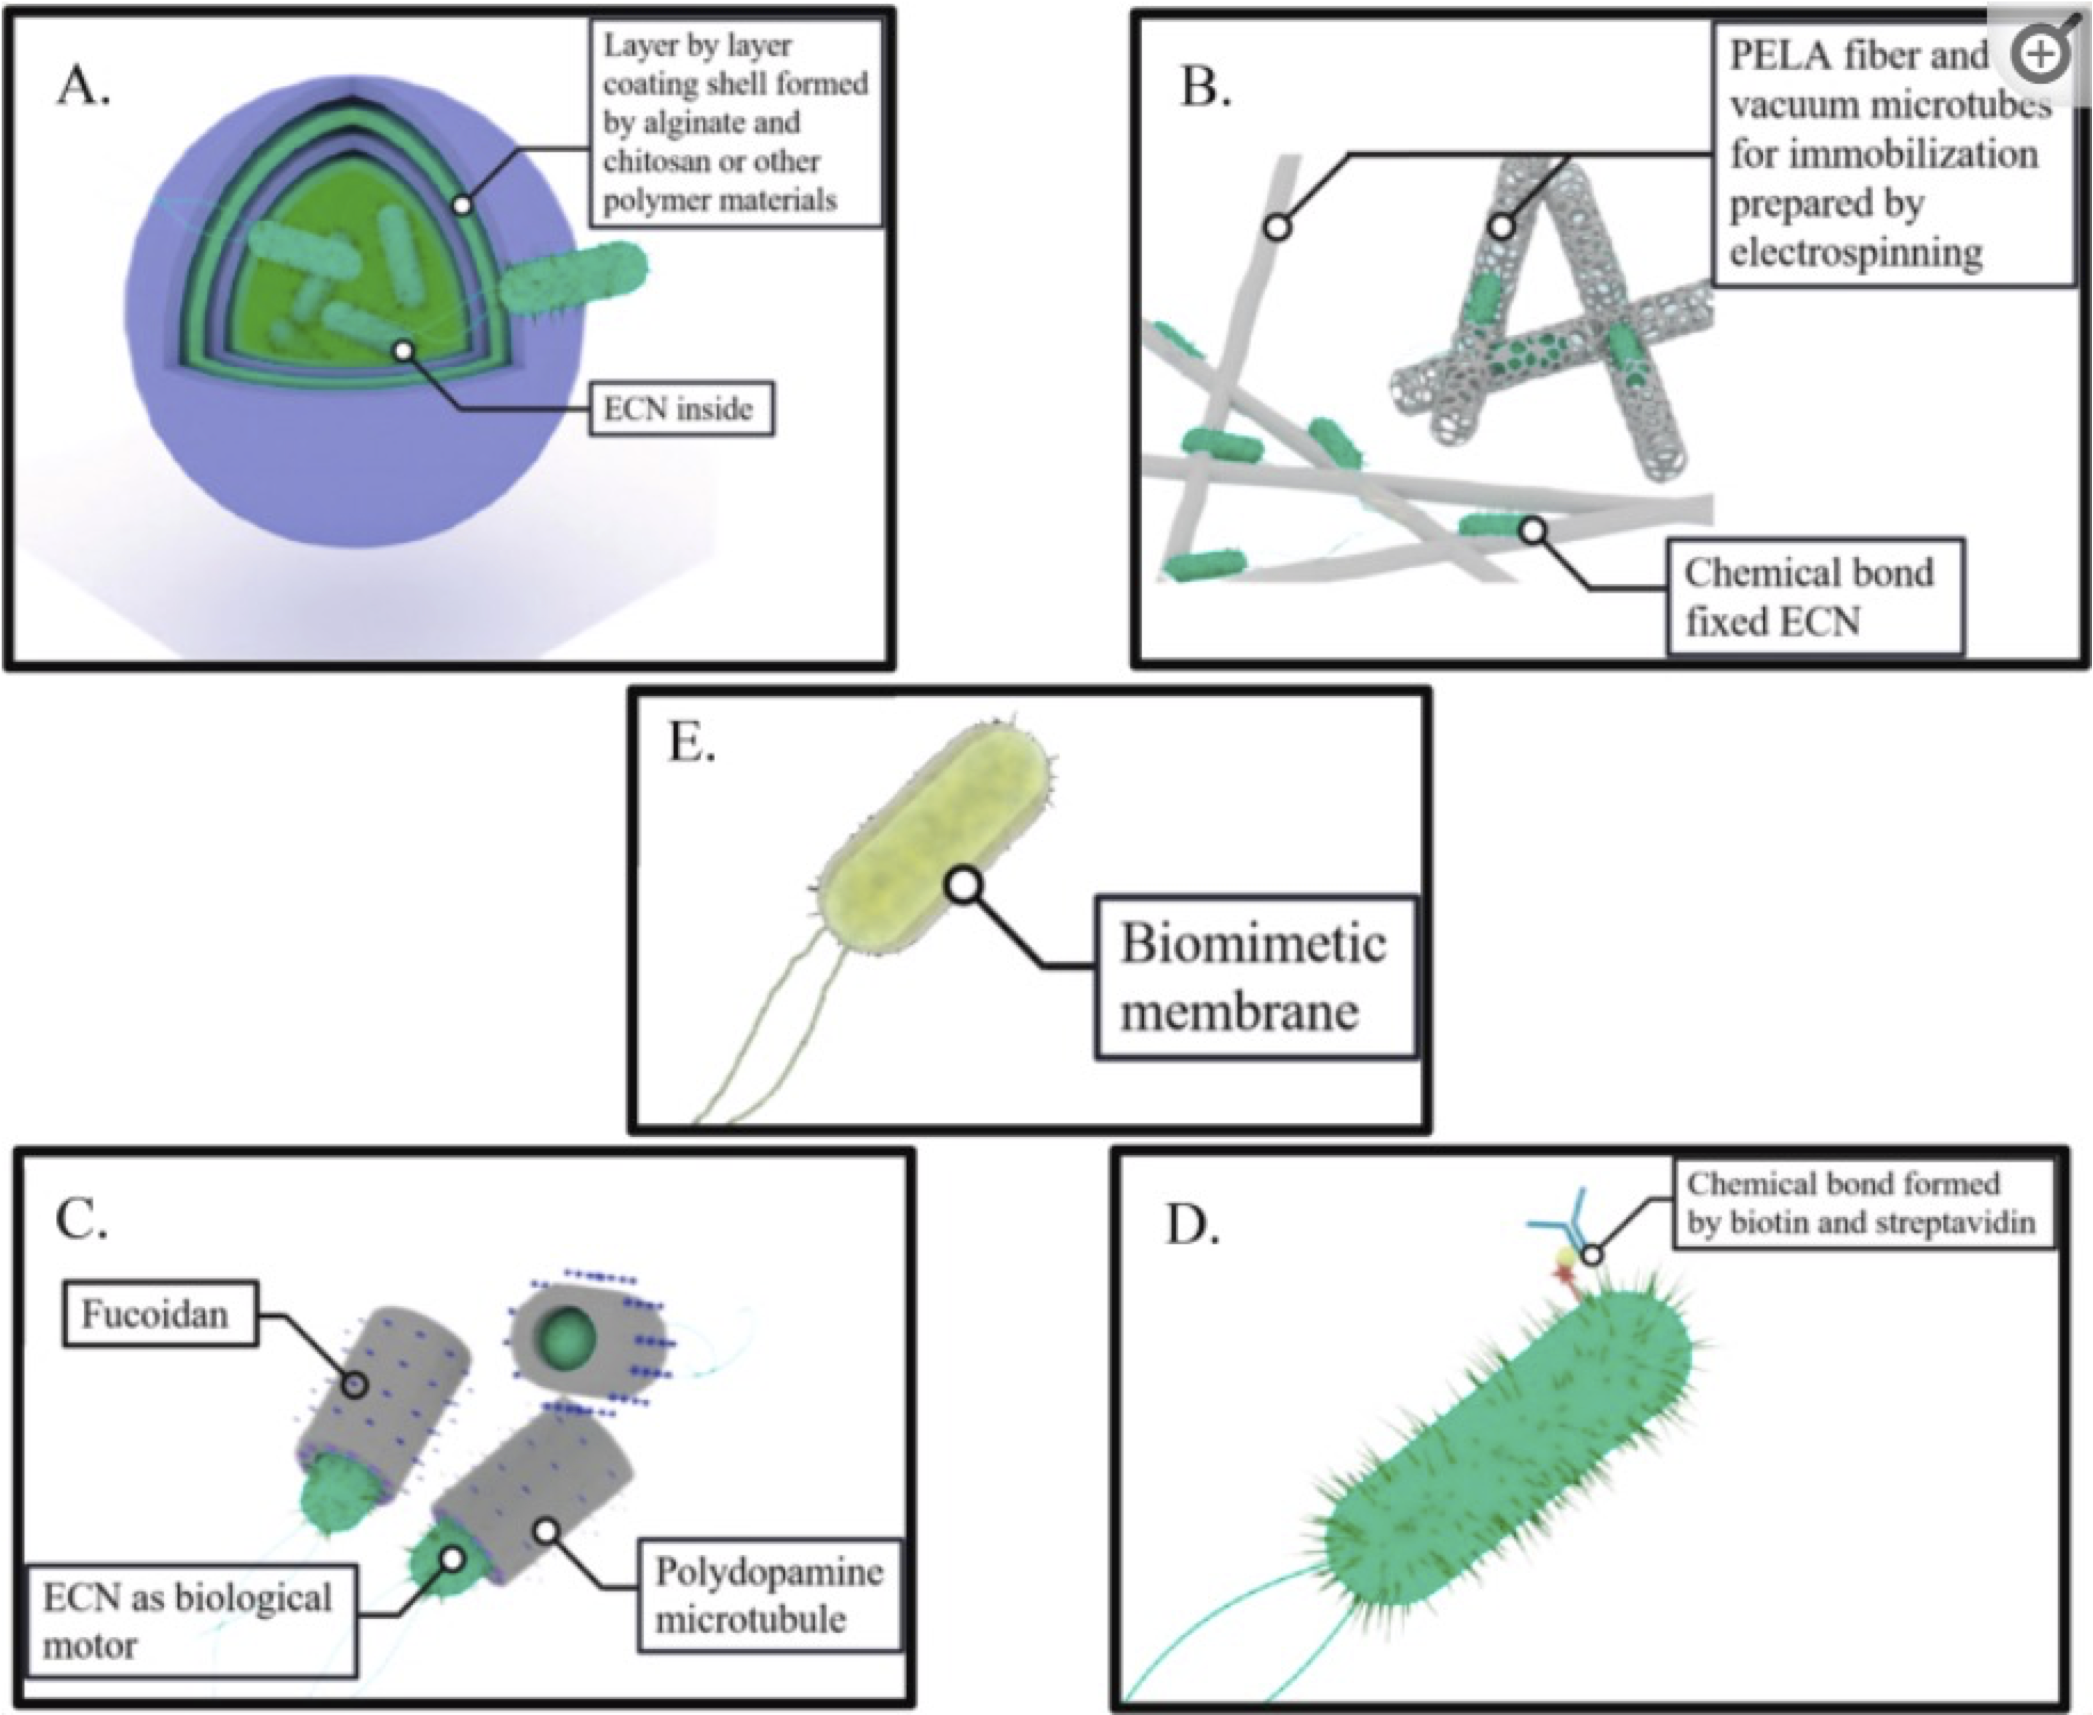 A.
Layer by layer
coating shell formed
by alginate and
chitosan or other
polymer materials
ECN inside
B.
PELA fiber and
vacuum microtubes
for immobilization
prepared by
electrospinning
Chemical bond
fixed ECN
E.
Biomimetic
membrane
C.
Fucoidan
ECN as biological
motor
Polydopamine
microtubule
D.
Chemical bond formed
by biotin and streptavidin